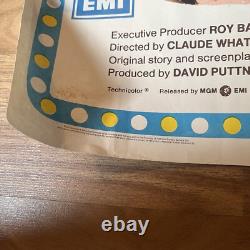 EMI
Executive Producer ROY BA
Directed by CLAUDE WHAT
Original story and screenpla
Produced by DAVID PUTTN
Technicolor ® Released by MGM EMI